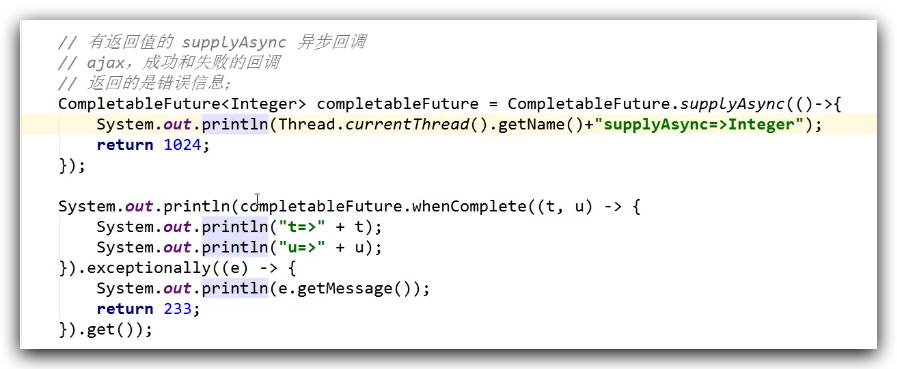 // 有返回值的 supplyAsync 异步回调
// ajax，成功和失败的回调
// 返回的是错误信息；
CompletableFuture<Integer> completableFuture = CompletableFuture.supplyAsync(()->{
    System.out.println(Thread.currentThread().getName()+"supplyAsync=>Integer");
    return 1024;
});

System.out.println(completableFuture.whenComplete((t, u) -> {
    System.out.println("t=>" + t);
    System.out.println("u=>" + u);
}).exceptionally((e) -> {
    System.out.println(e.getMessage());
    return 233;
}).get());